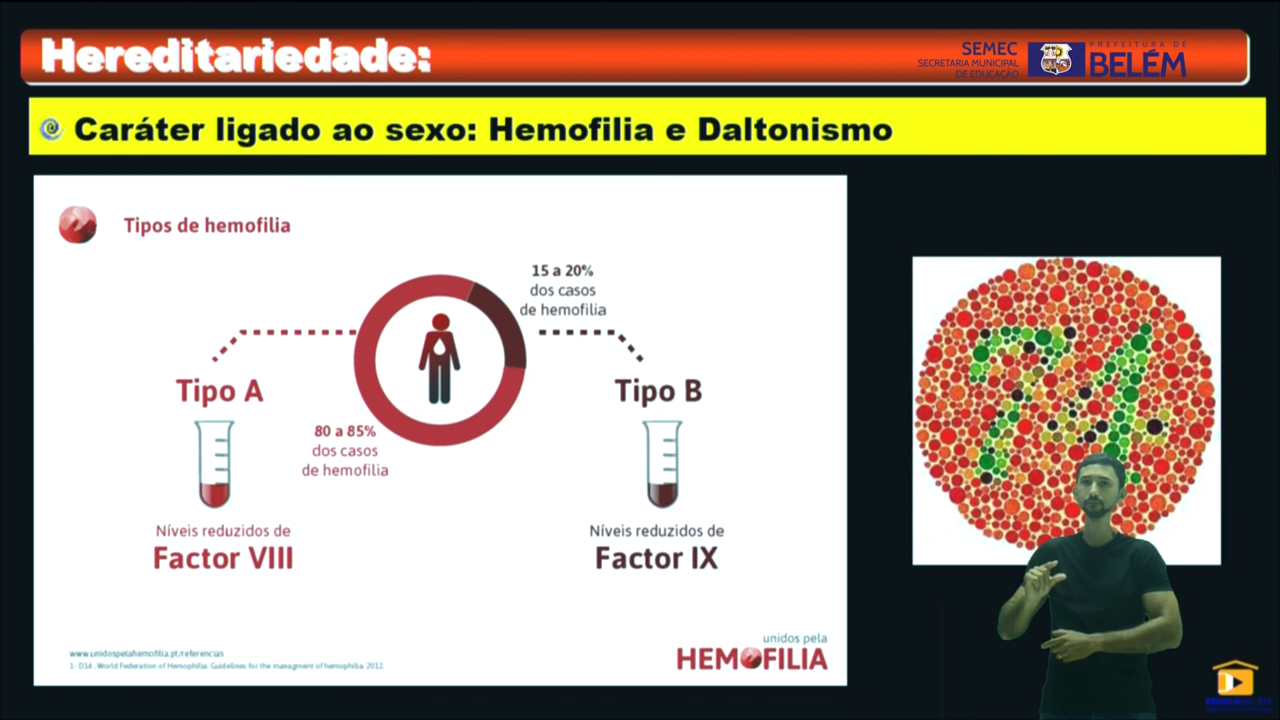 Hereditariedade:
SEMEC
SECRETARIA MUNICIPAL
DE EDUCAÇÃO
PREFEITURA DE
BELÉM
Caráter ligado ao sexo: Hemofilia e Daltonismo
Tipos de hemofilia
15 a 20%
dos casos
de hemofilia
Tipo A
Tipo B
80 a 85%
dos casos
de hemofilia
Níveis reduzidos de
Factor VIII
Níveis reduzidos de
Factor IX
unidos pela
HEMOFILIA
www.unidospelahemofilia.pt/referencias
1 - D14 . World Federation of Hemophilia. Guidelines for the managment of hemophilia. 2012.